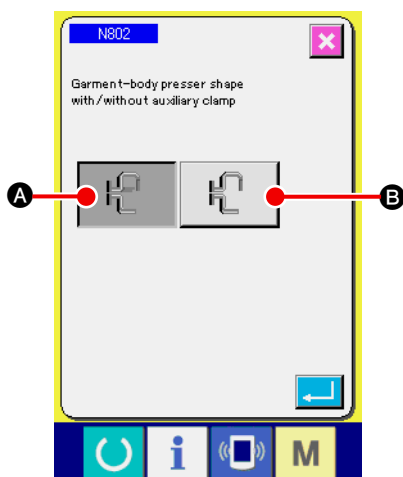 N802
Garment-body presser shape
with/without auxiliary clamp
A
B
i
M